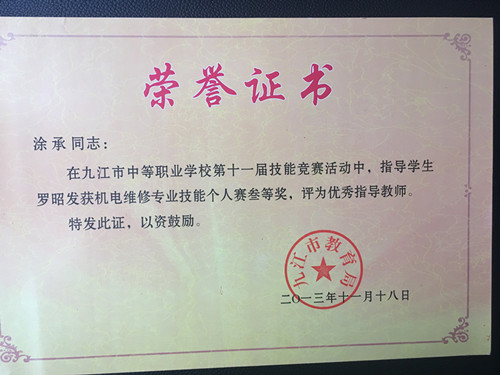 荣誉证书
涂承同志：
在九江市中等职业学校第十一届技能竞赛活动中，指导学生
罗昭发获机电维修专业技能个人赛叁等奖，评为优秀指导教师。
特发此证，以资鼓励。
九江市教育局
二〇一三年十一月十八日